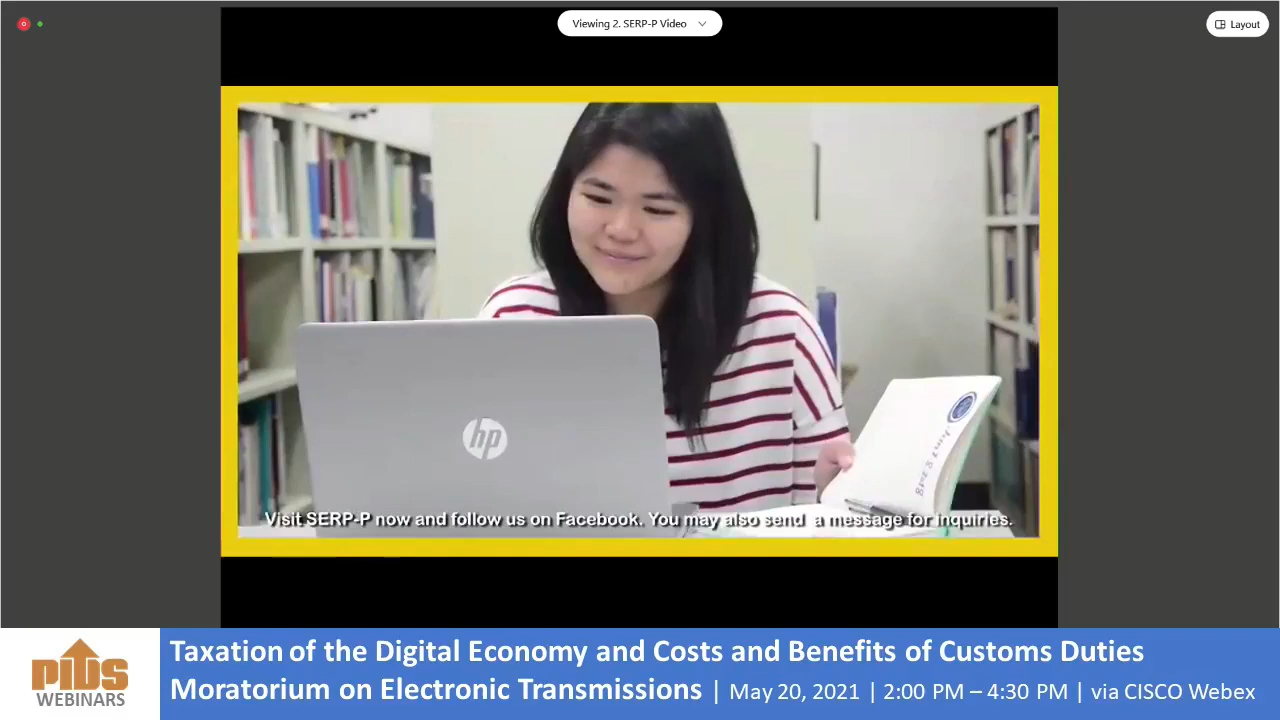 Viewing 2. SERP-P Video
Layout
hp
Visit SERP-P now and follow us on Facebook. You may also send a message for inquiries.
PIDS
WEBINARS
Taxation of the Digital Economy and Costs and Benefits of Customs Duties
Moratorium on Electronic Transmissions | May 20, 2021 | 2:00 PM – 4:30 PM | via CISCO Webex